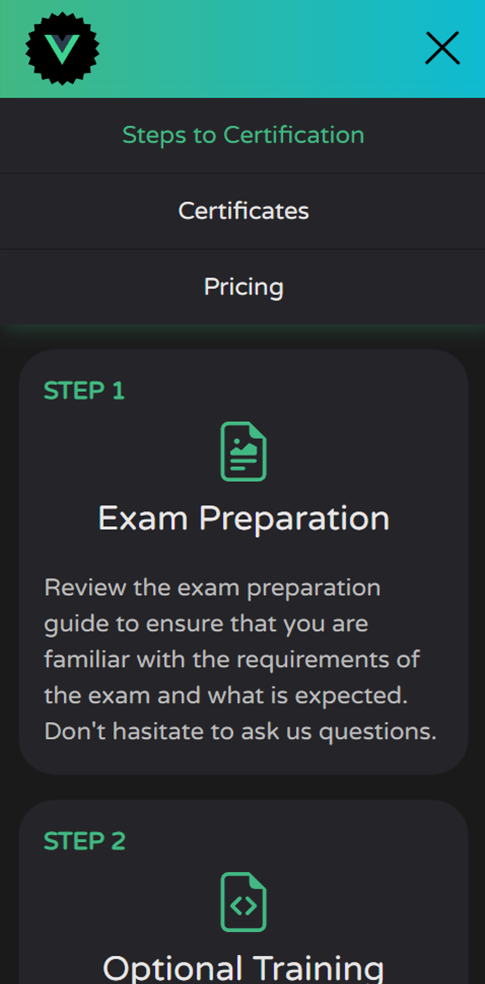 Steps to Certification
Certificates
Pricing
STEP 1
Exam Preparation
Review the exam preparation
guide to ensure that you are
familiar with the requirements of
the exam and what is expected.
Don't hasitate to ask us questions.
STEP 2
Optional Training